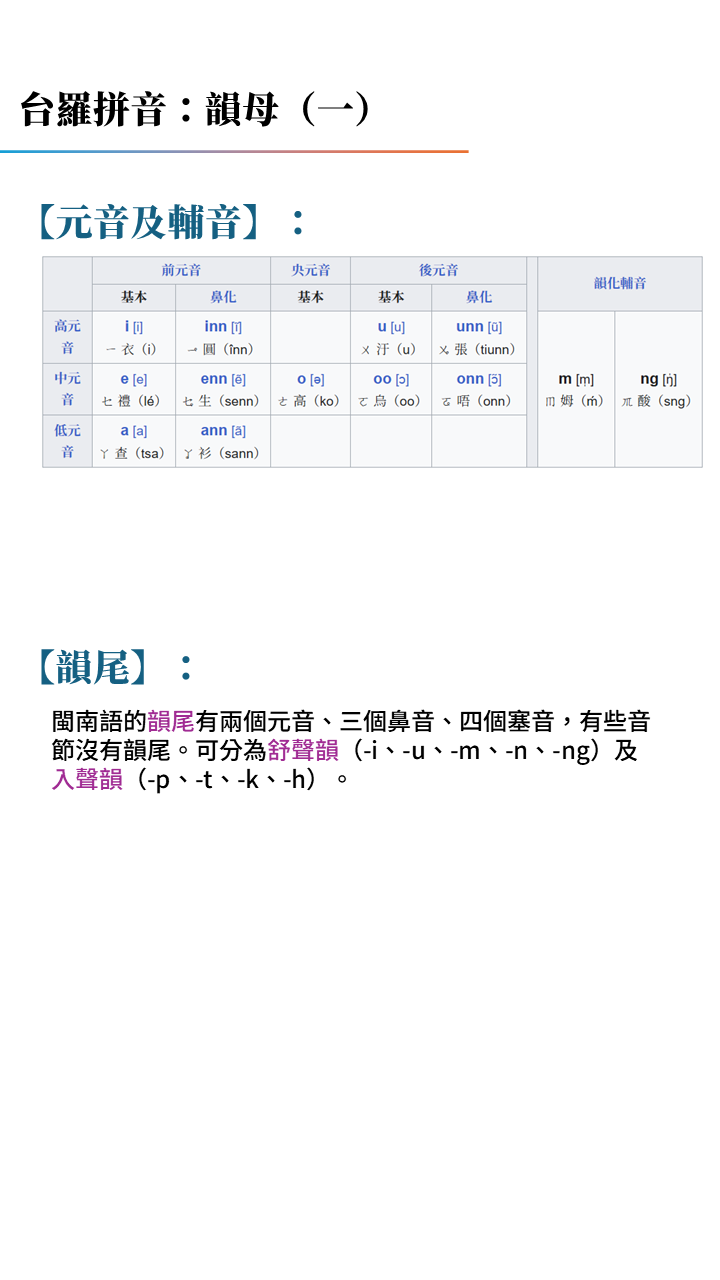 台羅拼音：韻母（一）
【元音及輔音】：
前元音 央元音 後元音 韻化輔音
基本 鼻化 基本 基本 鼻化
高元音 i [i] inn [ĩ] u [u] unn [ũ]
ㄧ 衣（i） ㆪ 圓（înn） ㄨ 汙（u） ㆫ 張（tiunn）
中元音 e [e] enn [ẽ] o [ə] oo [ɔ] onn [ɔ̃] m [m̩] ng [ŋ̍]
ㆤ 禮（lé） ㆥ 生（senn） ㄜ 高（ko） ㆦ 烏（oo） ㆧ 唔（onn） ㆬ 姆（ḿ） ㆭ 酸（sng）
低元音 a [a] ann [ã]
ㄚ 查（tsa） ㆩ 衫（sann）
【韻尾】：
閩南語的韻尾有兩個元音、三個鼻音、四個塞音，有些音
節沒有韻尾。可分為舒聲韻（-i、-u、-m、-n、-ng）及
入聲韻（-p、-t、-k、-h）。